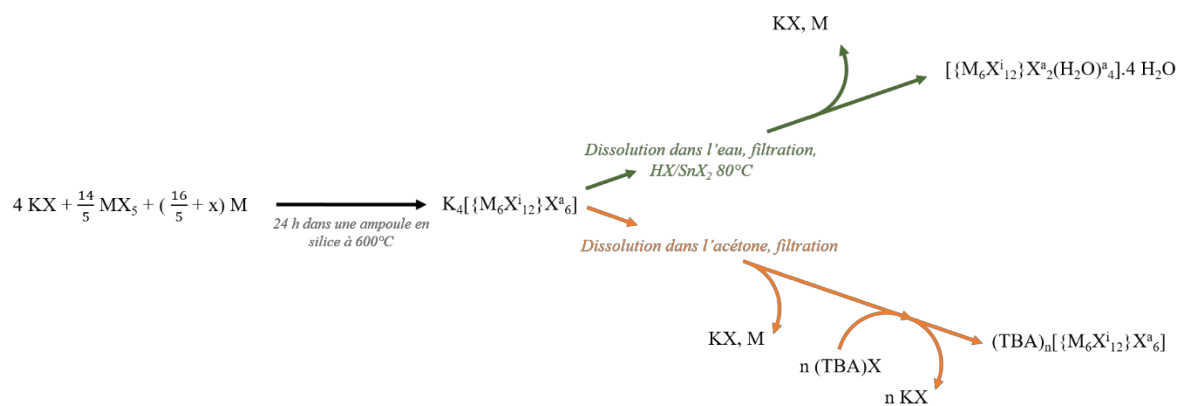 KX, M
[{M₆Xⁱ₁₂}Xᵃ₂(H₂O)ᵃ₄].4 H₂O
Dissolution dans l'eau, filtration,
HX/SnX₂ 80°C
4 KX + 14/5 MX₅ + ( 16/5 + x) M
24 h dans une ampoule en
silice à 600°C
K₄[{M₆Xⁱ₁₂}Xᵃ₆]
Dissolution dans l'acétone, filtration
KX, M
n (TBA)X
n KX
(TBA)ₙ[{M₆Xⁱ₁₂}Xᵃ₆]